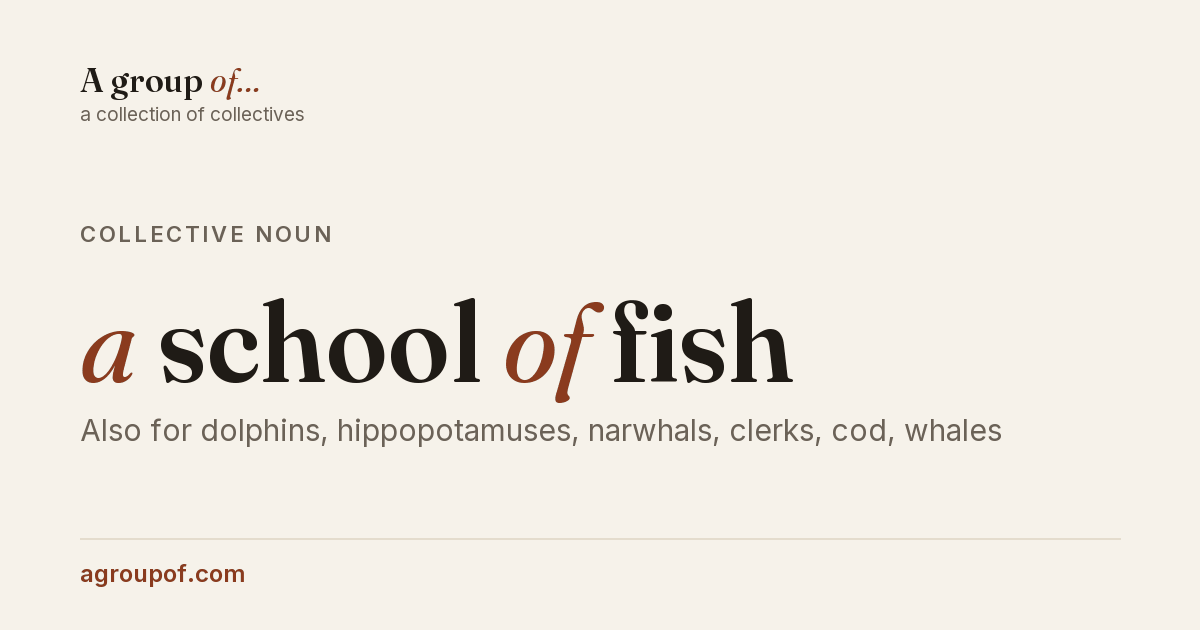 A group of...
a collection of collectives
COLLECTIVE NOUN
a school of fish
Also for dolphins, hippopotamuses, narwhals, clerks, cod, whales
agroupof.com